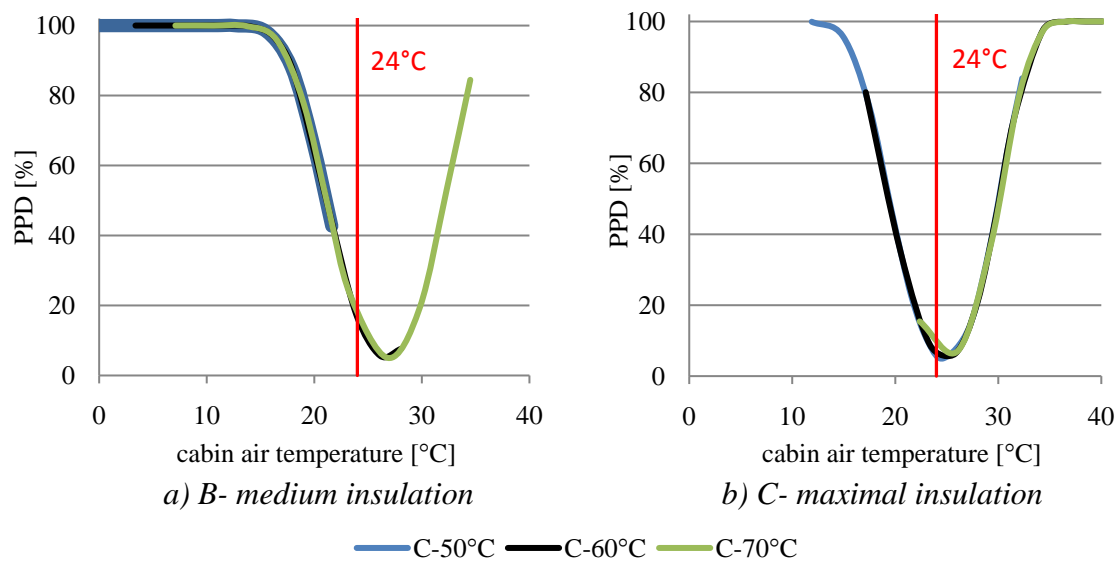 100
80
60
40
20
0
PPD [%]
24°C
0 10 20 30 40
cabin air temperature [°C]
a) B- medium insulation
100
80
60
40
20
0
PPD [%]
24°C
0 10 20 30 40
cabin air temperature [°C]
b) C- maximal insulation
C-50°C C-60°C C-70°C